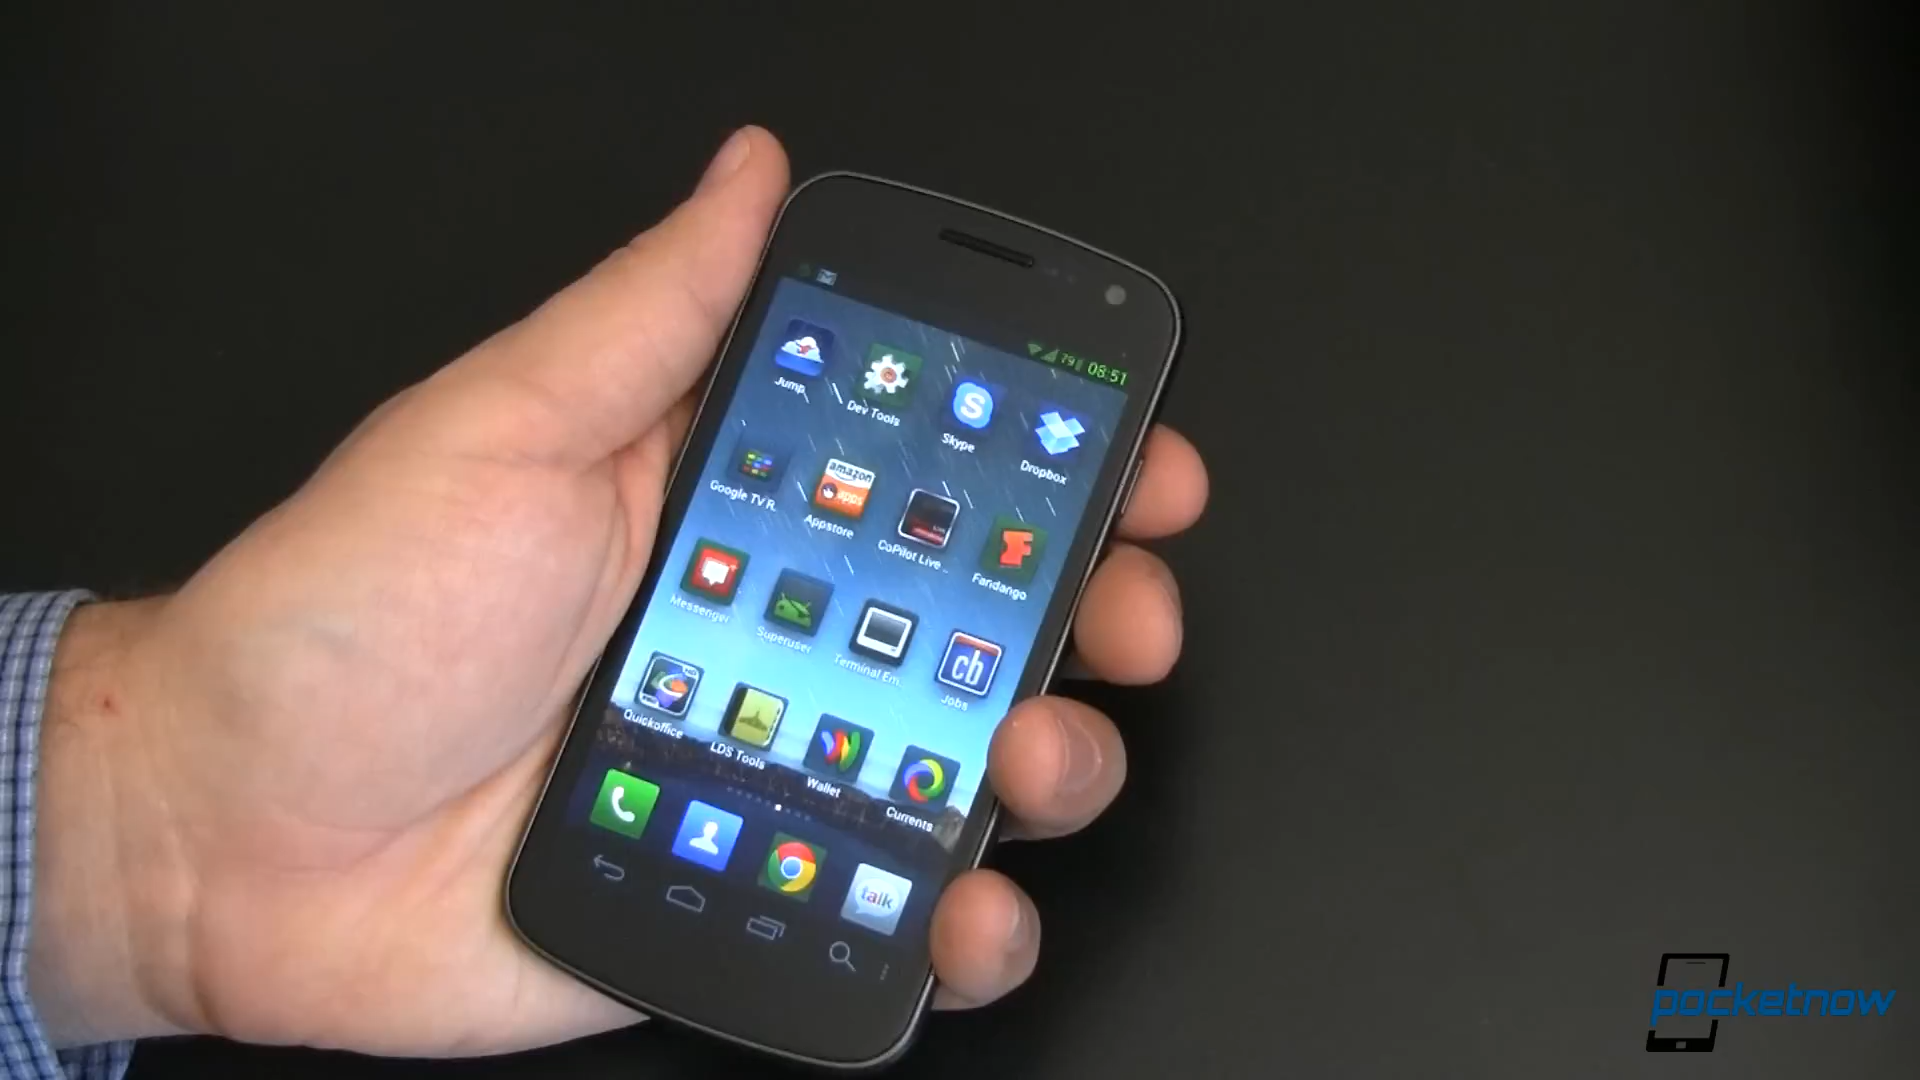 79 08:51
Jump
Dev Tools
S
Skype
Dropbox
Google TV R.
amazon
apps
Appstore
CoPilot Live ..
F
Fandango
Messenger
Superuser
Terminal Em..
cb
Jobs
Quickoffice
LDS Tools
Wallet
Currents
talk
pocketnow